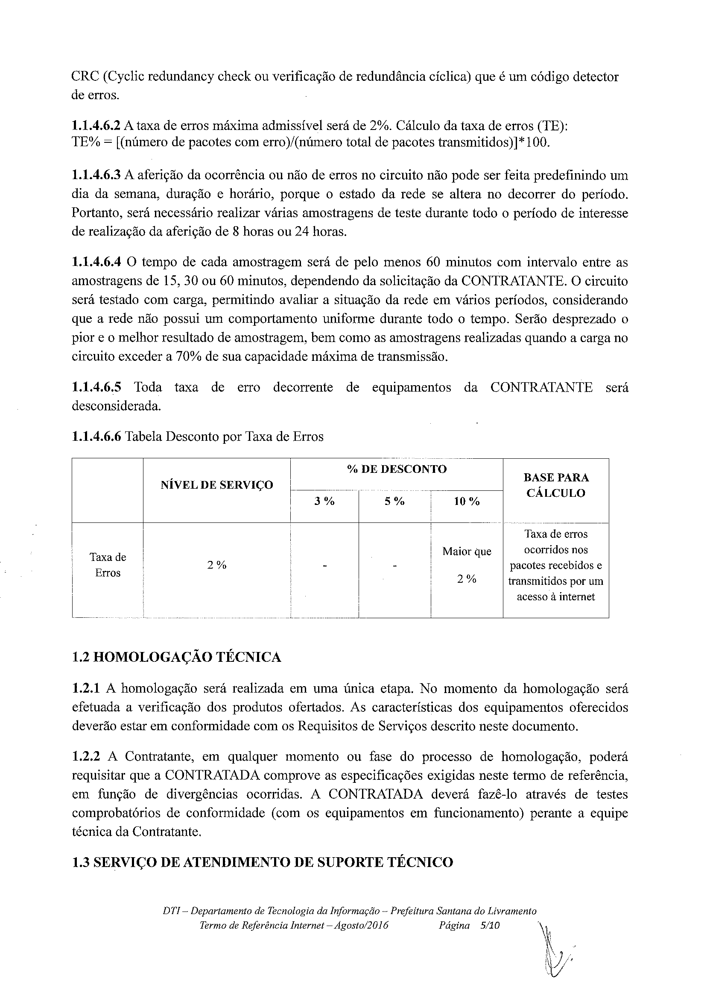 CRC (Cyclic redundancy check ou verificação de redundância cíclica) que é um código detector
de erros.
1.1.4.6.2 A taxa de erros máxima admissível será de 2%. Cálculo da taxa de erros (TE):
TE% = [(número de pacotes com erro)/(número total de pacotes transmitidos)]*100.
1.1.4.6.3 A aferição da ocorrência ou não de erros no circuito não pode ser feita predefinindo um
dia da semana, duração e horário, porque o estado da rede se altera no decorrer do período.
Portanto, será necessário realizar várias amostragens de teste durante todo o período de interesse
de realização da aferição de 8 horas ou 24 horas.
1.1.4.6.4 O tempo de cada amostragem será de pelo menos 60 minutos com intervalo entre as
amostragens de 15, 30 ou 60 minutos, dependendo da solicitação da CONTRATANTE. O circuito
será testado com carga, permitindo avaliar a situação da rede em vários períodos, considerando
que a rede não possui um comportamento uniforme durante todo o tempo. Serão desprezado o
pior e o melhor resultado de amostragem, bem como as amostragens realizadas quando a carga no
circuito exceder a 70% de sua capacidade máxima de transmissão.
1.1.4.6.5 Toda taxa de erro decorrente de equipamentos da CONTRATANTE será
desconsiderada.
1.1.4.6.6 Tabela Desconto por Taxa de Erros
NÍVEL DE SERVIÇO
% DE DESCONTO
BASE PARA
CÁLCULO
3 %
5 %
10 %
Taxa de
Erros
2 %
-
-
Maior que
2 %
Taxa de erros
ocorridos nos
pacotes recebidos e
transmitidos por um
acesso à internet
1.2 HOMOLOGAÇÃO TÉCNICA
1.2.1 A homologação será realizada em uma única etapa. No momento da homologação será
efetuada a verificação dos produtos ofertados. As características dos equipamentos oferecidos
deverão estar em conformidade com os Requisitos de Serviços descrito neste documento.
1.2.2 A Contratante, em qualquer momento ou fase do processo de homologação, poderá
requisitar que a CONTRATADA comprove as especificações exigidas neste termo de referência,
em função de divergências ocorridas. A CONTRATADA deverá fazê-lo através de testes
comprobatórios de conformidade (com os equipamentos em funcionamento) perante a equipe
técnica da Contratante.
1.3 SERVIÇO DE ATENDIMENTO DE SUPORTE TÉCNICO
DTI – Departamento de Tecnologia da Informação – Prefeitura Santana do Livramento
Termo de Referência Internet – Agosto/2016 Página 5/10